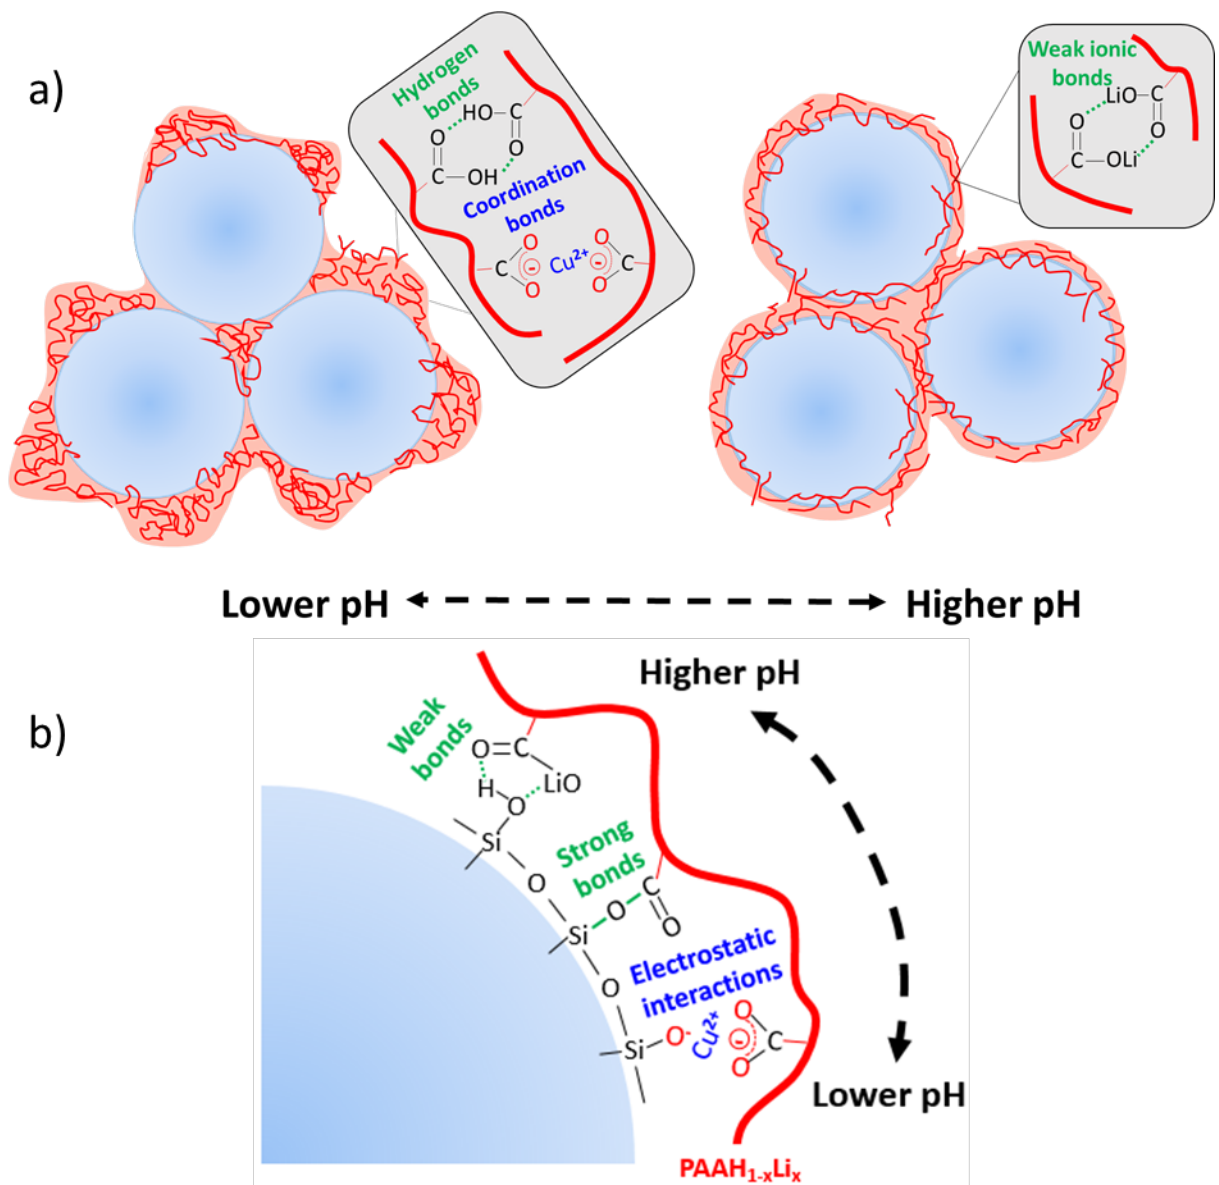 a)
Hydrogen
bonds
HO
C
O
O
C
OH
Coordination
bonds
O
C
O
-
Cu²⁺
-
O
C
O
Weak ionic
bonds
LiO
C
O
O
C
OLi
Lower pH
Higher pH
b)
Higher pH
Weak
bonds
O
C
LiO
H
O
Si
O
Strong
bonds
C
O
O
Si
O
Electrostatic
interactions
Si
O⁻
Cu²⁺
-
O
C
O
Lower pH
PAAH₁₋ₓLiₓ